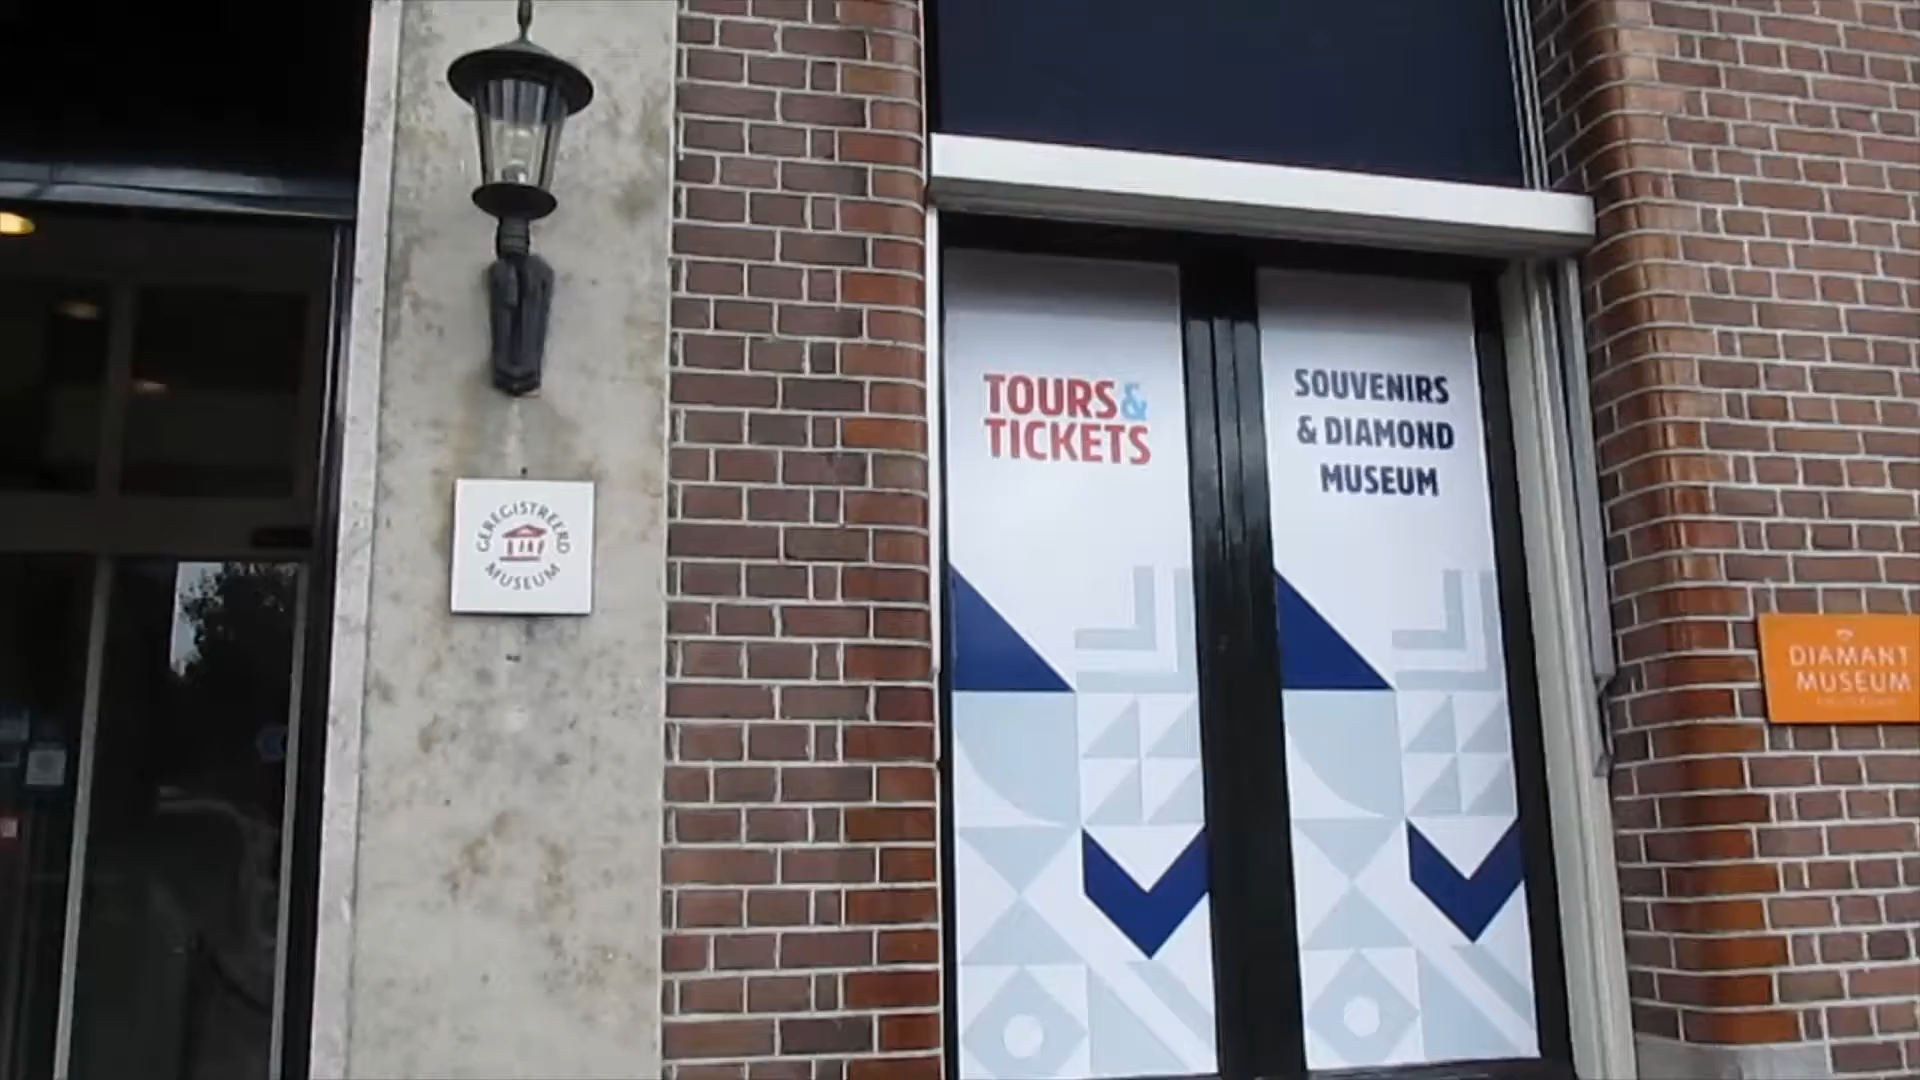 GEREGISTREERD
MUSEUM
TOURS &
TICKETS
SOUVENIRS
& DIAMOND
MUSEUM
DIAMANT
MUSEUM